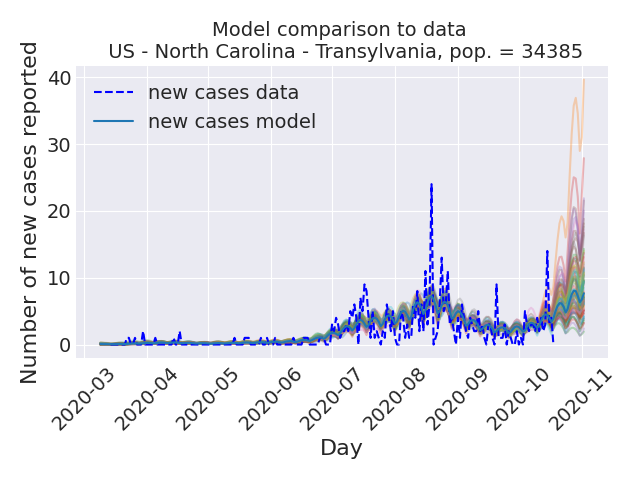 Model comparison to data
US - North Carolina - Transylvania, pop. = 34385
Number of new cases reported
40
30
20
10
0
new cases data
new cases model
2020-03
2020-04
2020-05
2020-06
2020-07
2020-08
2020-09
2020-10
2020-11
Day